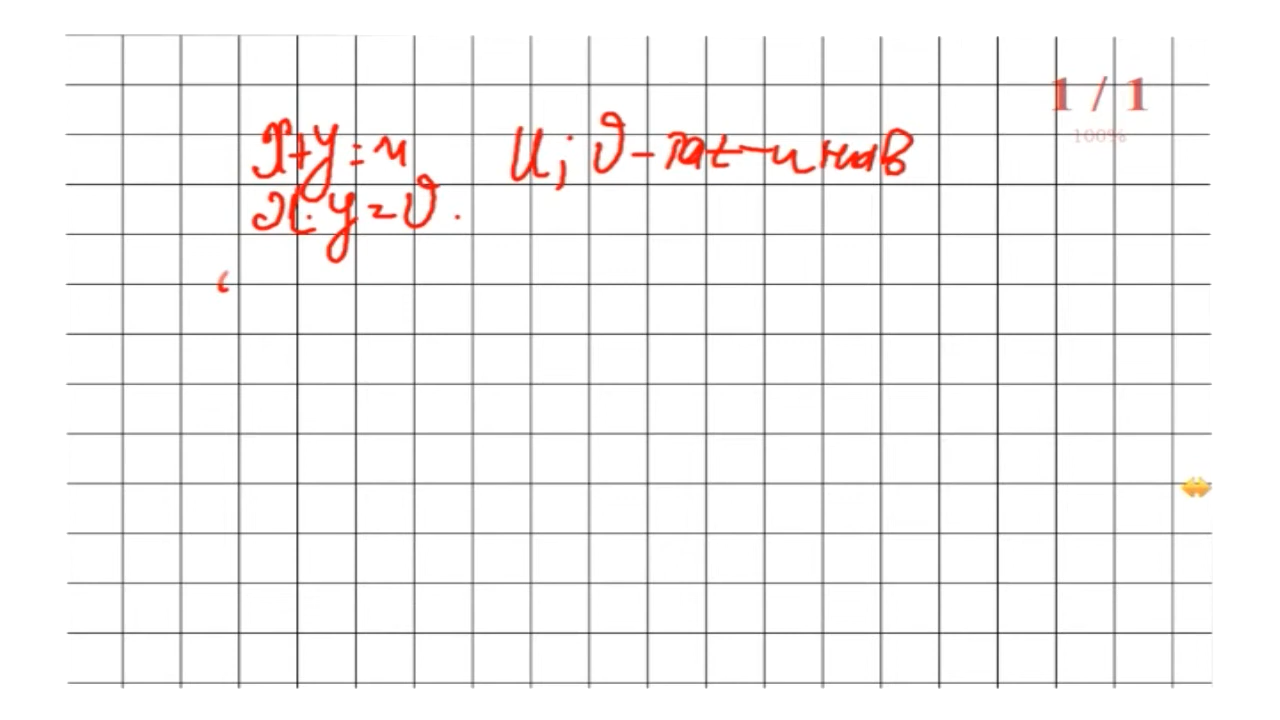 1 / 1
100%
x+y=u u; v-
x·y=v.